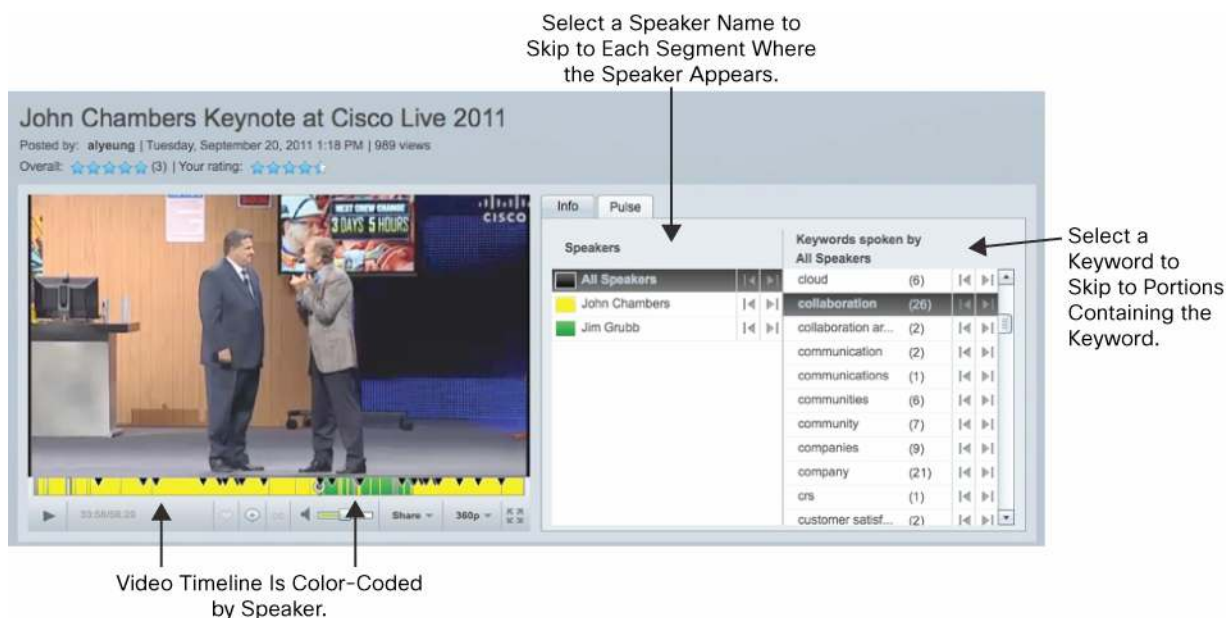 Select a Speaker Name to
Skip to Each Segment Where
the Speaker Appears.
John Chambers Keynote at Cisco Live 2011
Posted by: alyeung | Tuesday, September 20, 2011 1:18 PM | 989 views
Overall: (3) | Your rating:
NEXT CREW CHANGE
3 DAYS 5 HOURS
CISCO
Info Pulse
Speakers
All Speakers
John Chambers
Jim Grubb
Keywords spoken by
All Speakers
cloud (6)
collaboration (26)
collaboration ar... (2)
communication (2)
communications (1)
communities (6)
community (7)
companies (9)
company (21)
crs (1)
customer satisf... (2)
Select a
Keyword to
Skip to Portions
Containing the
Keyword.
Share 360p
Video Timeline Is Color-Coded
by Speaker.